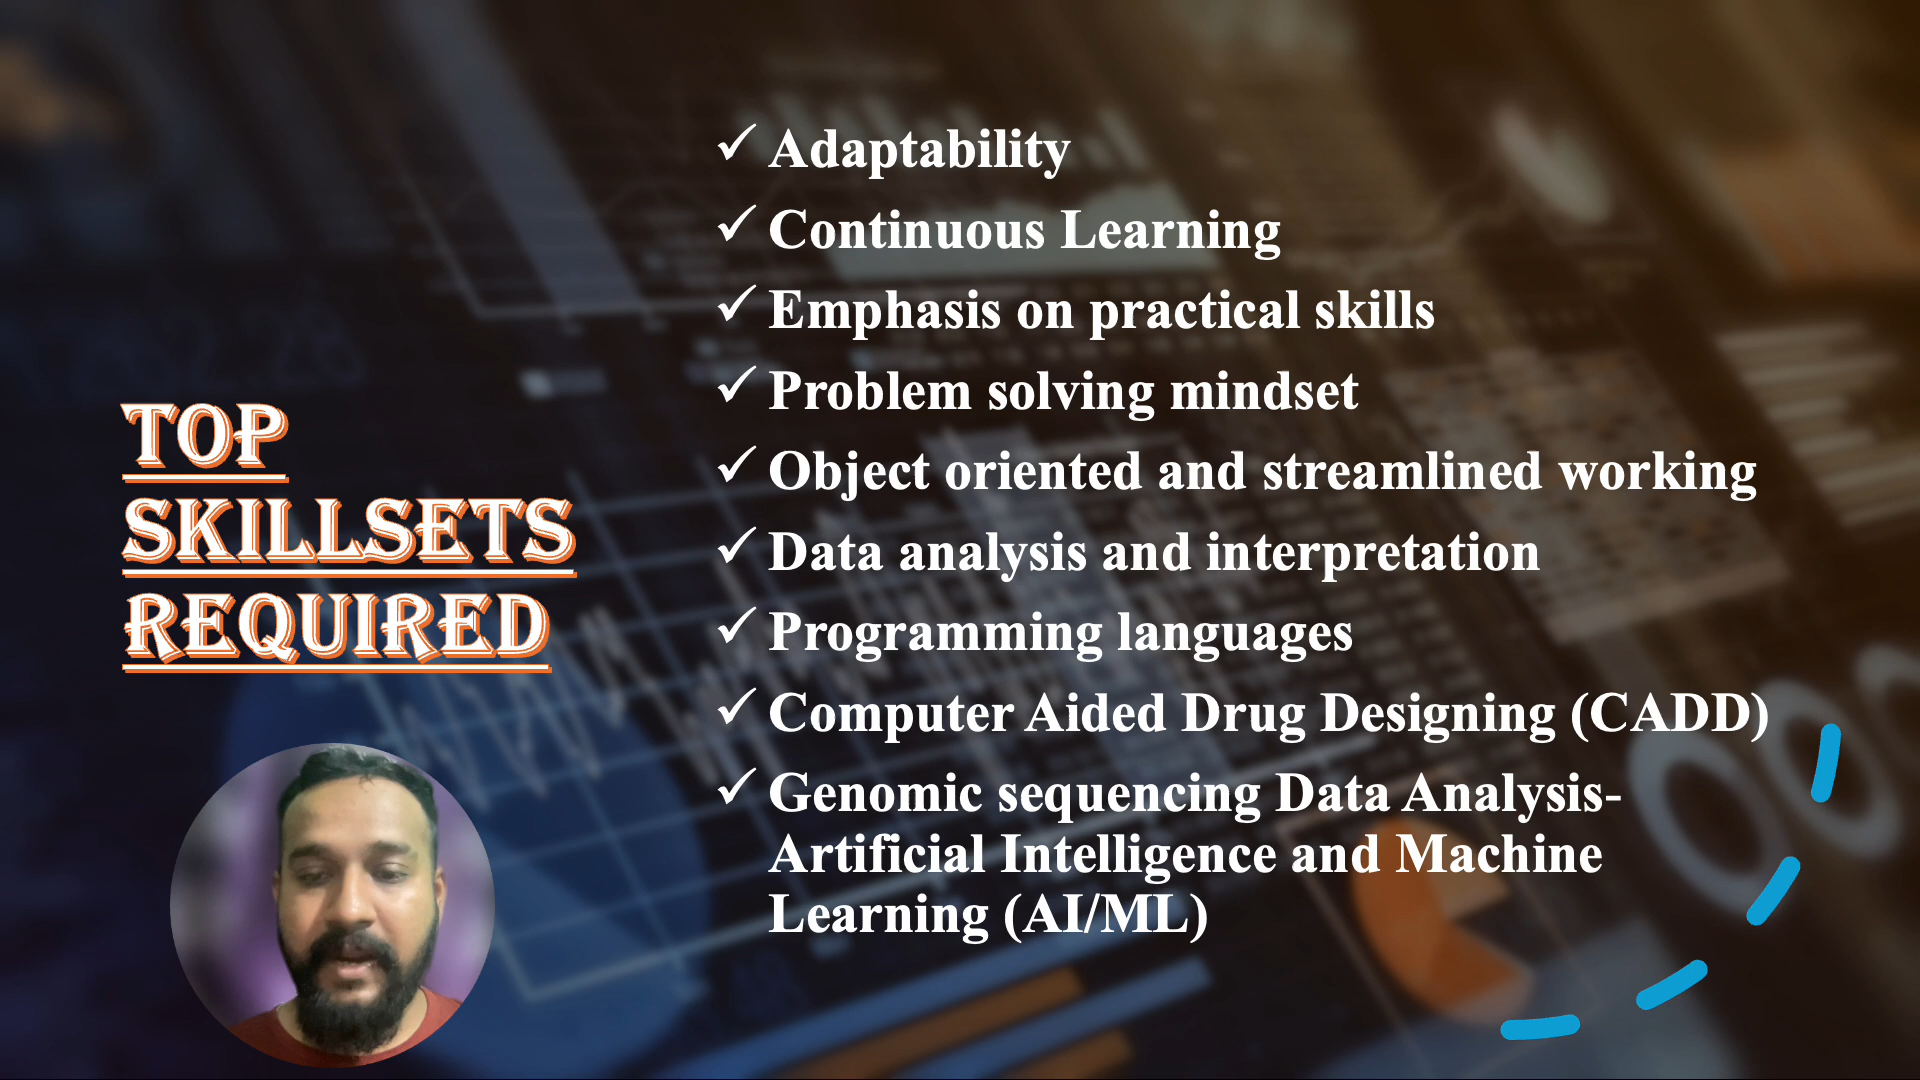 TOP
SKILLSETS
REQUIRED
✓ Adaptability
✓ Continuous Learning
✓ Emphasis on practical skills
✓ Problem solving mindset
✓ Object oriented and streamlined working
✓ Data analysis and interpretation
✓ Programming languages
✓ Computer Aided Drug Designing (CADD)
✓ Genomic sequencing Data Analysis-
Artificial Intelligence and Machine
Learning (AI/ML)